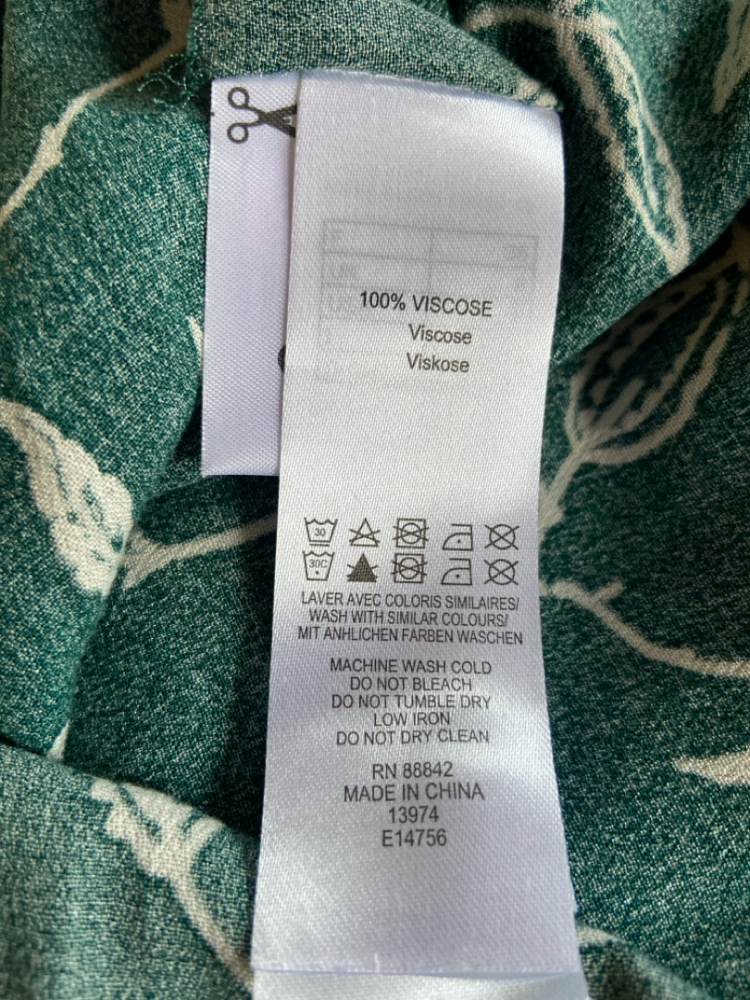 100% VISCOSE
Viscose
Viskose
30
30C
LAVER AVEC COLORIS SIMILAIRES/
WASH WITH SIMILAR COLOURS/
MIT ANHLICHEN FARBEN WASCHEN
MACHINE WASH COLD
DO NOT BLEACH
DO NOT TUMBLE DRY
LOW IRON
DO NOT DRY CLEAN
RN 88842
MADE IN CHINA
13974
E14756